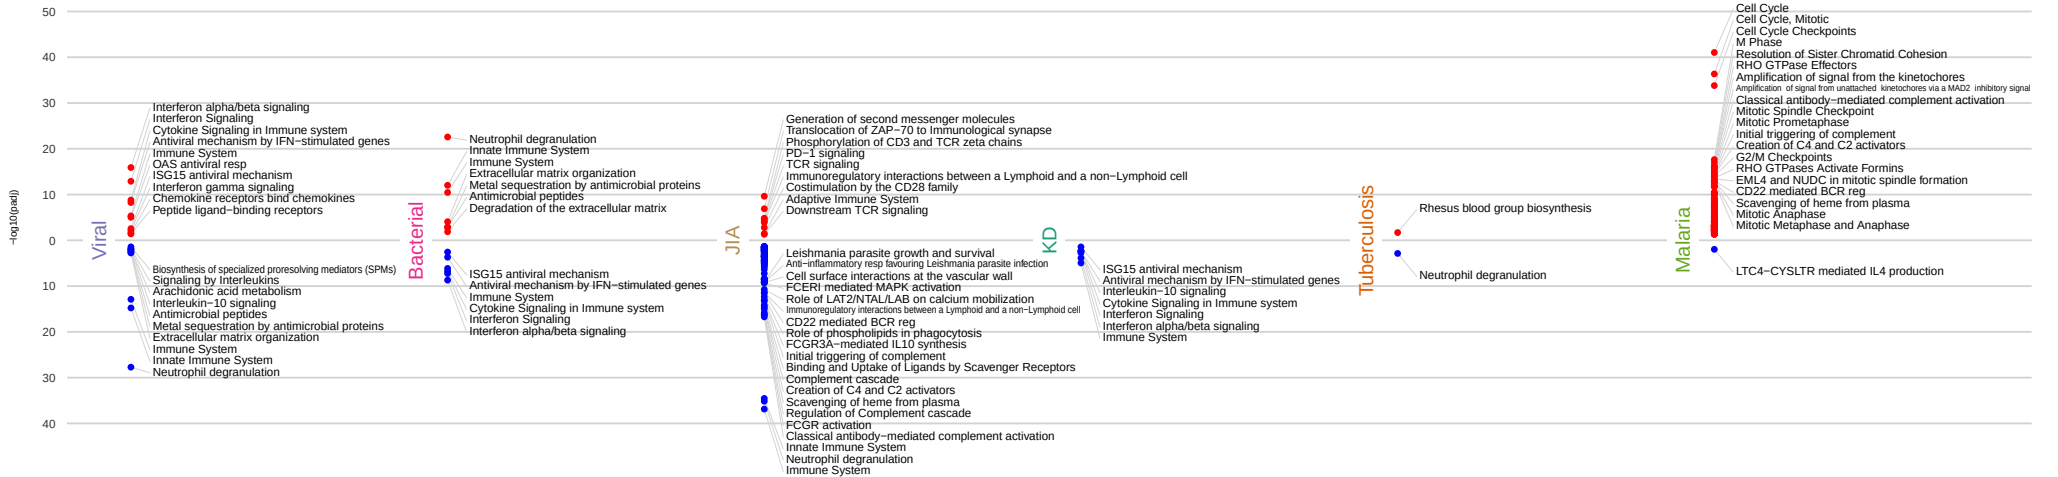 −log10(padj)
50
40
30
20
10
0
10
20
30
40
Viral
Interferon alpha/beta signaling
Interferon Signaling
Cytokine Signaling in Immune system
Antiviral mechanism by IFN−stimulated genes
Immune System
OAS antiviral resp
ISG15 antiviral mechanism
Interferon gamma signaling
Chemokine receptors bind chemokines
Peptide ligand−binding receptors
Biosynthesis of specialized proresolving mediators (SPMs)
Signaling by Interleukins
Arachidonic acid metabolism
Interleukin−10 signaling
Antimicrobial peptides
Metal sequestration by antimicrobial proteins
Extracellular matrix organization
Immune System
Innate Immune System
Neutrophil degranulation
Bacterial
Neutrophil degranulation
Innate Immune System
Immune System
Extracellular matrix organization
Metal sequestration by antimicrobial proteins
Antimicrobial peptides
Degradation of the extracellular matrix
ISG15 antiviral mechanism
Antiviral mechanism by IFN−stimulated genes
Immune System
Cytokine Signaling in Immune system
Interferon Signaling
Interferon alpha/beta signaling
JIA
Generation of second messenger molecules
Translocation of ZAP−70 to Immunological synapse
Phosphorylation of CD3 and TCR zeta chains
PD−1 signaling
TCR signaling
Immunoregulatory interactions between a Lymphoid and a non−Lymphoid cell
Costimulation by the CD28 family
Adaptive Immune System
Downstream TCR signaling
Leishmania parasite growth and survival
Anti−inflammatory resp favouring Leishmania parasite infection
Cell surface interactions at the vascular wall
FCERI mediated MAPK activation
Role of LAT2/NTAL/LAB on calcium mobilization
Immunoregulatory interactions between a Lymphoid and a non−Lymphoid cell
CD22 mediated BCR reg
Role of phospholipids in phagocytosis
FCGR3A−mediated IL10 synthesis
Initial triggering of complement
Binding and Uptake of Ligands by Scavenger Receptors
Complement cascade
Creation of C4 and C2 activators
Scavenging of heme from plasma
Regulation of Complement cascade
FCGR activation
Classical antibody−mediated complement activation
Innate Immune System
Neutrophil degranulation
Immune System
KD
ISG15 antiviral mechanism
Antiviral mechanism by IFN−stimulated genes
Interleukin−10 signaling
Cytokine Signaling in Immune system
Interferon Signaling
Interferon alpha/beta signaling
Immune System
Tuberculosis
Rhesus blood group biosynthesis
Neutrophil degranulation
Malaria
Cell Cycle
Cell Cycle, Mitotic
Cell Cycle Checkpoints
M Phase
Resolution of Sister Chromatid Cohesion
RHO GTPase Effectors
Amplification of signal from the kinetochores
Amplification of signal from unattached kinetochores via a MAD2 inhibitory signal
Classical antibody−mediated complement activation
Mitotic Spindle Checkpoint
Mitotic Prometaphase
Initial triggering of complement
Creation of C4 and C2 activators
G2/M Checkpoints
RHO GTPases Activate Formins
EML4 and NUDC in mitotic spindle formation
CD22 mediated BCR reg
Scavenging of heme from plasma
Mitotic Anaphase
Mitotic Metaphase and Anaphase
LTC4−CYSLTR mediated IL4 production